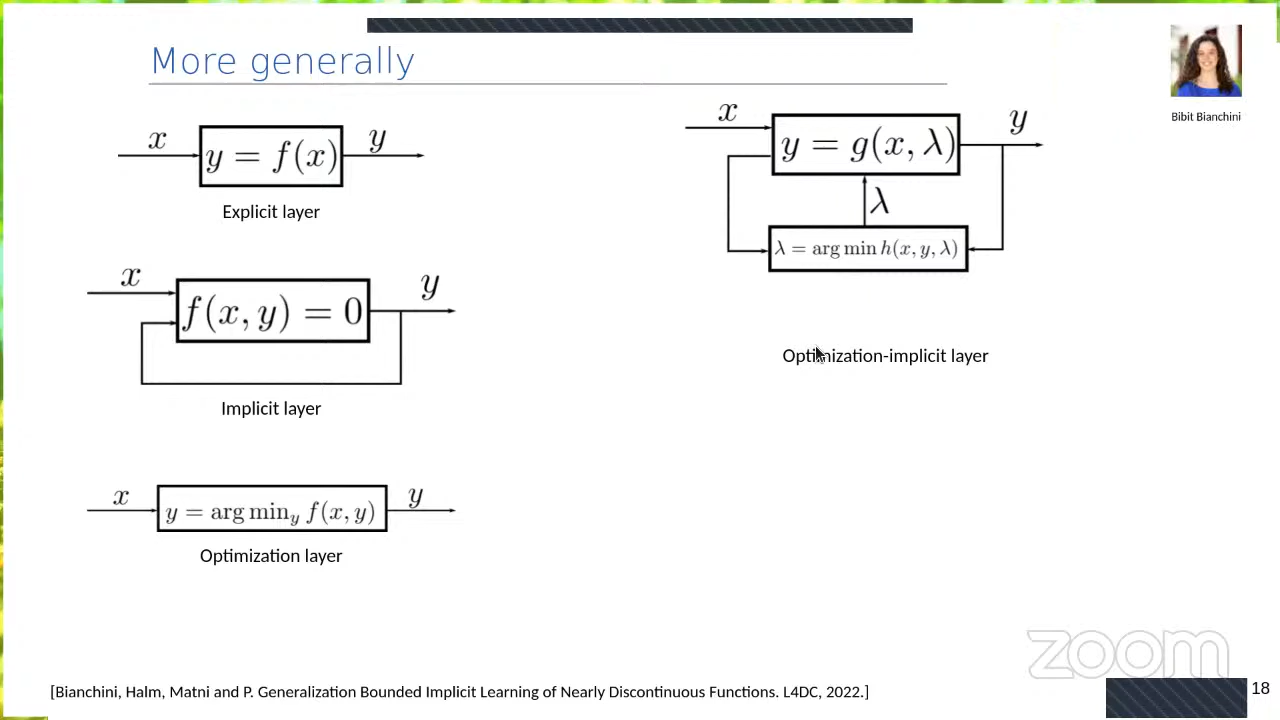 More generally
x
y
y = f(x)
Explicit layer
x
y
f(x, y) = 0
Implicit layer
x
y
y = arg min_y f(x, y)
Optimization layer
x
y
y = g(x, λ)
λ
λ = arg min h(x, y, λ)
Optimization-implicit layer
Bibit Bianchini
zoom
[Bianchini, Halm, Matni and P. Generalization Bounded Implicit Learning of Nearly Discontinuous Functions. L4DC, 2022.]
18